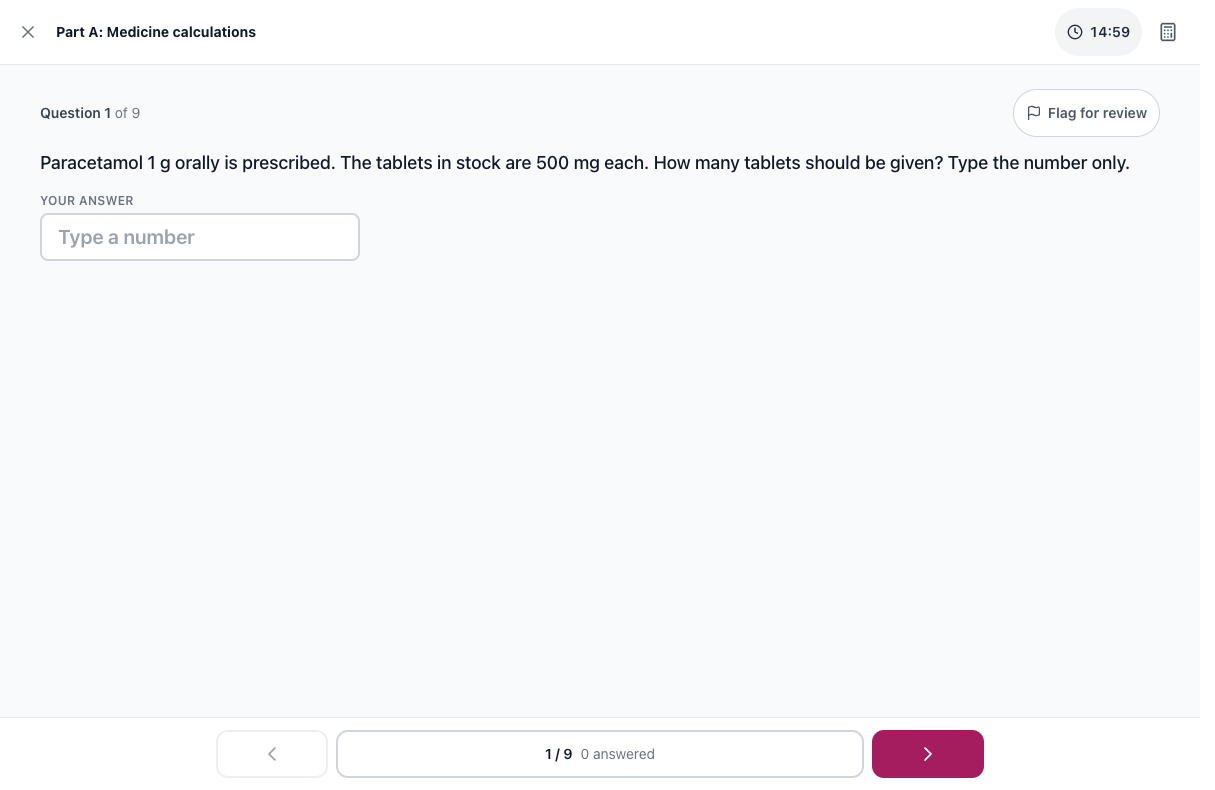 Part A: Medicine calculations
14:59
Question 1 of 9
Flag for review
Paracetamol 1 g orally is prescribed. The tablets in stock are 500 mg each. How many tablets should be given? Type the number only.
YOUR ANSWER
Type a number
1 / 9 0 answered